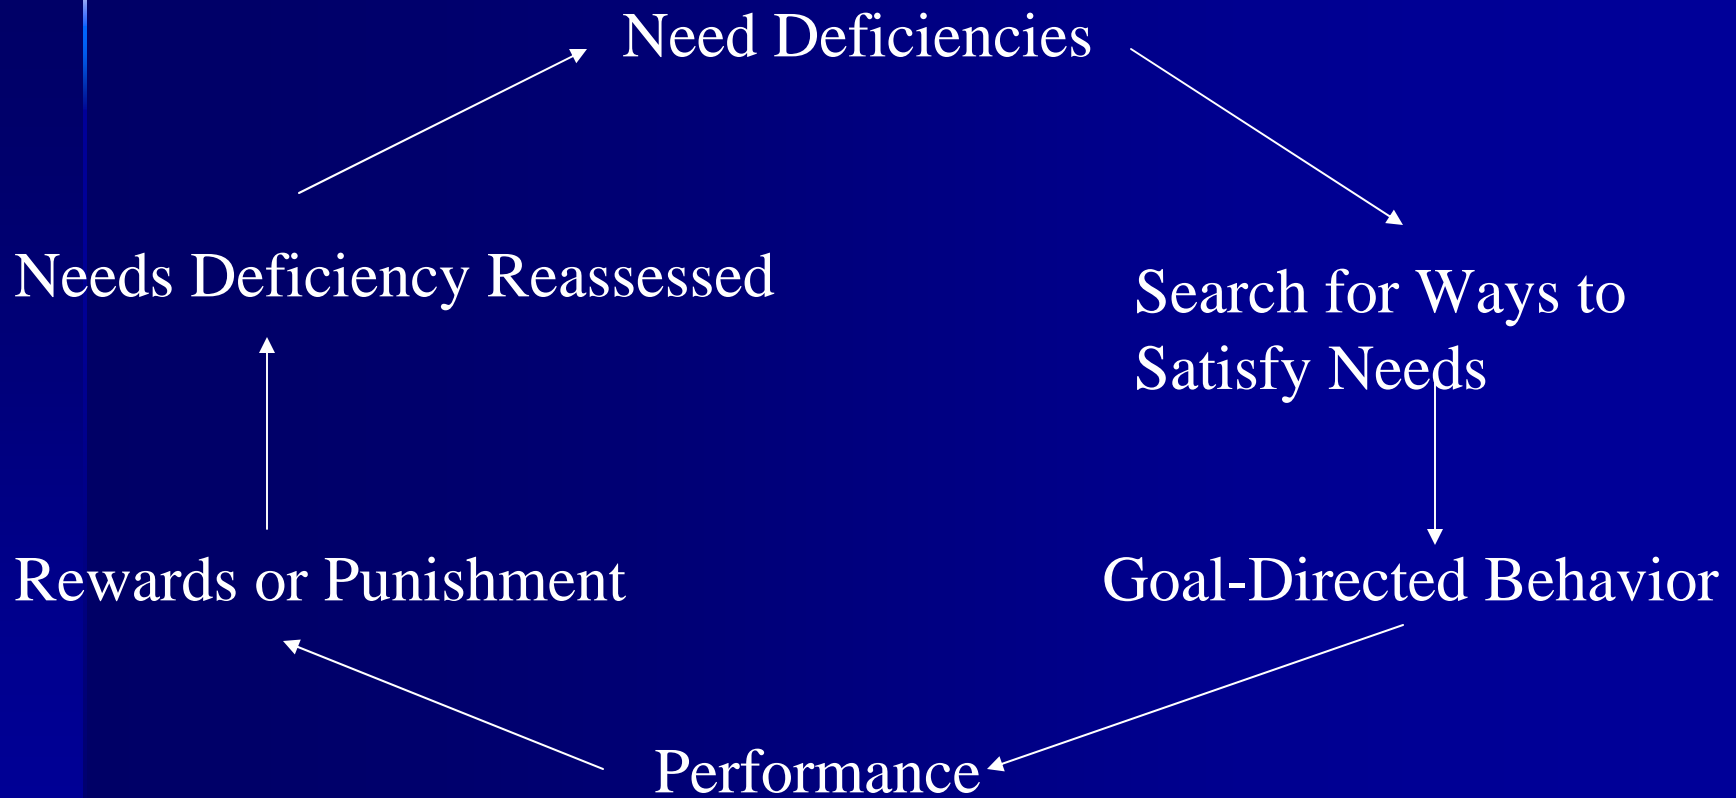 Need Deficiencies
Needs Deficiency Reassessed
Search for Ways to
Satisfy Needs
Rewards or Punishment
Goal-Directed Behavior
Performance